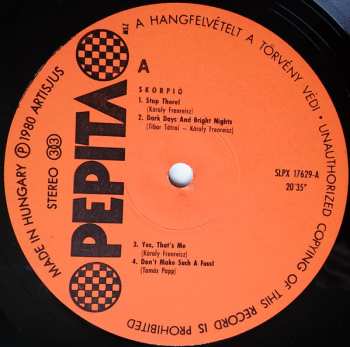 A HANGFELVÉTELT A TÖRVÉNY VÉDI · UNAUTHORIZED COPYING OF THIS RECORD IS PROHIBITED
MADE IN HUNGARY Ⓟ 1980 ARTISJUS
STEREO 33
PEPITA
MSZ
A
SKORPIÓ
1. Stop There!
(Károly Frenreisz)
2. Dark Days And Bright Nights
(Tibor Tátrai – Károly Frenreisz)
SLPX 17629-A
20'35"
3. Yes, That's Me
(Károly Frenreisz)
4. Don't Make Such A Fuss!
(Tamás Papp)